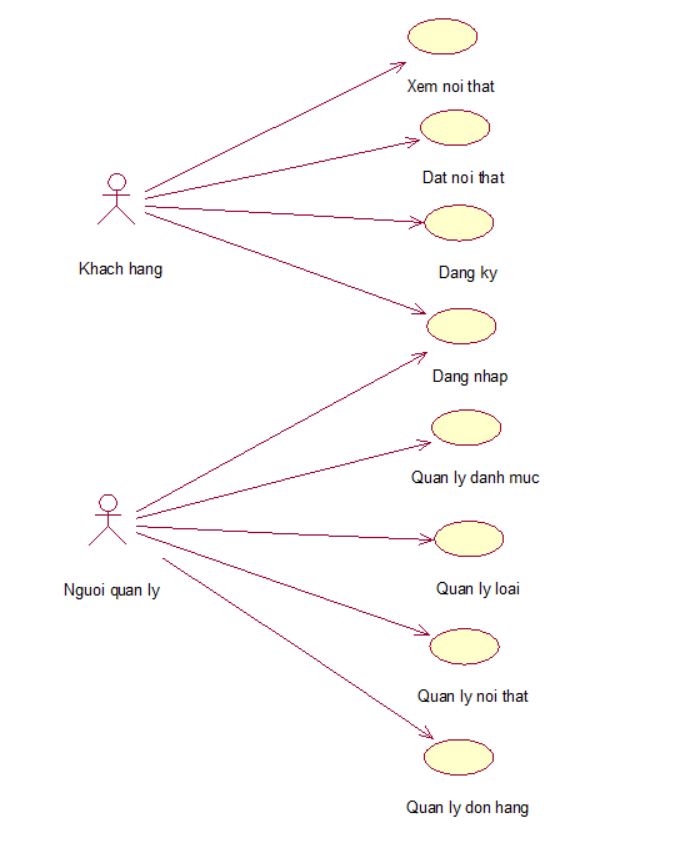 Xem noi that
Dat noi that
Khach hang
Dang ky
Dang nhap
Quan ly danh muc
Nguoi quan ly
Quan ly loai
Quan ly noi that
Quan ly don hang